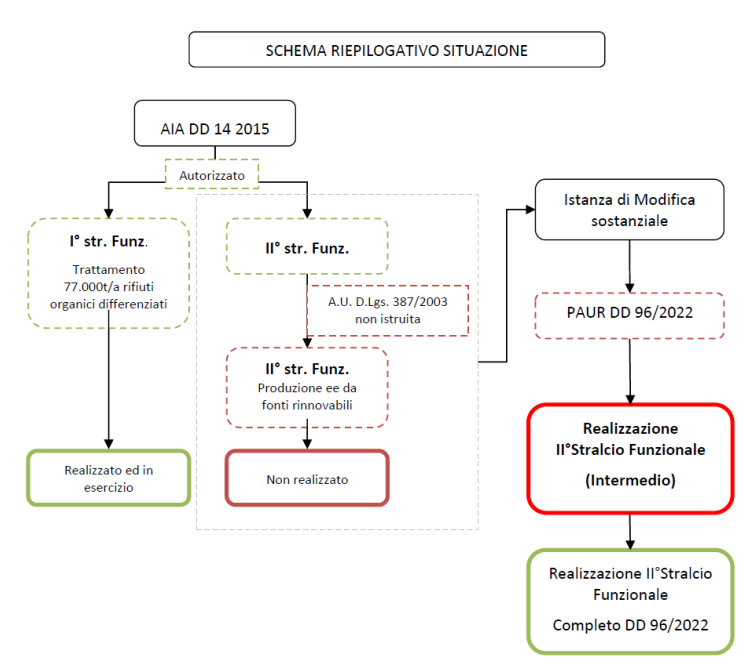 SCHEMA RIEPILOGATIVO SITUAZIONE
AIA DD 14 2015
Autorizzato
I° str. Funz.
Trattamento
77.000t/a rifiuti
organici differenziati
Realizzato ed in
esercizio
II° str. Funz.
A.U. D.Lgs. 387/2003
non istruita
II° str. Funz.
Produzione ee da
fonti rinnovabili
Non realizzato
Istanza di Modifica
sostanziale
PAUR DD 96/2022
Realizzazione
II°Stralcio Funzionale
(Intermedio)
Realizzazione II°Stralcio
Funzionale
Completo DD 96/2022